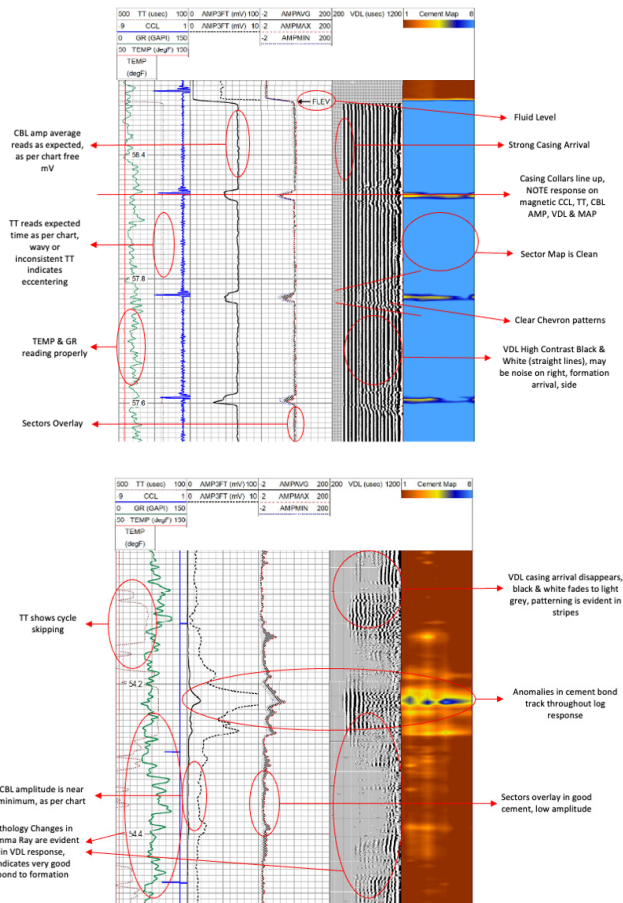 500 TT (usec) 100 0 AMP3FT (mV) 100 -2 AMPAVG 200 200 VDL (usec) 1200 1 Cement Map 8
-9 CCL 1 0 AMP3FT (mV) 10 -2 AMPMAX 200
0 GR (GAPI) 150 -2 AMPMIN 200
50 TEMP (degF) 150
TEMP
(degF)
FLEV
Fluid Level
CBL amp average
reads as expected,
as per chart free
mV
Strong Casing Arrival
58.4
Casing Collars line up,
NOTE response on
magnetic CCL, TT, CBL
AMP, VDL & MAP
TT reads expected
time as per chart,
wavy or
inconsistent TT
indicates
eccentering
Sector Map is Clean
57.8
Clear Chevron patterns
TEMP & GR
reading properly
VDL High Contrast Black &
White (straight lines), may
be noise on right, formation
arrival, side
57.6
Sectors Overlay
500 TT (usec) 100 0 AMP3FT (mV) 100 -2 AMPAVG 200 200 VDL (usec) 1200 1 Cement Map 8
-9 CCL 1 0 AMP3FT (mV) 10 -2 AMPMAX 200
0 GR (GAPI) 150 -2 AMPMIN 200
50 TEMP (degF) 150
TEMP
(degF)
VDL casing arrival disappears,
black & white fades to light
grey, patterning is evident in
stripes
TT shows cycle
skipping
54.2
Anomalies in cement bond
track throughout log
response
CBL amplitude is near
minimum, as per chart
Sectors overlay in good
cement, low amplitude
thology Changes in
mma Ray are evident
in VDL response,
ndicates very good
ond to formation
54.4